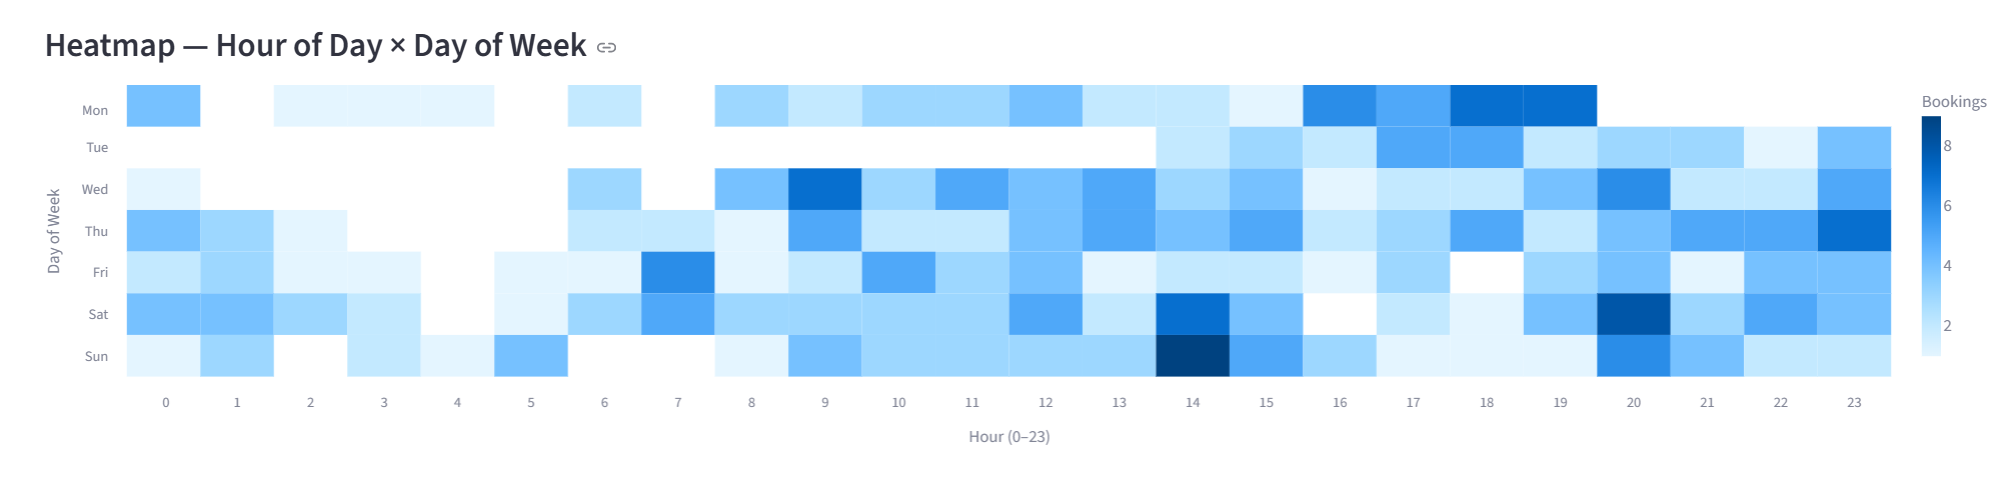 Heatmap — Hour of Day × Day of Week
Bookings
8
6
4
2
Day of Week
Mon
Tue
Wed
Thu
Fri
Sat
Sun
0 1 2 3 4 5 6 7 8 9 10 11 12 13 14 15 16 17 18 19 20 21 22 23
Hour (0–23)